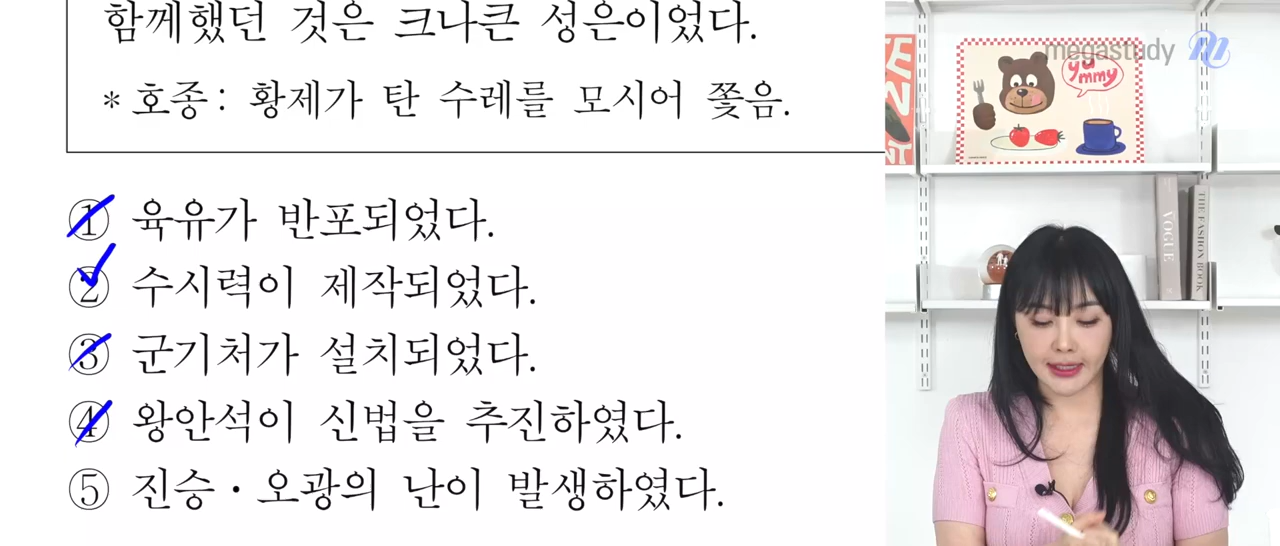 함께했던 것은 크나큰 성은이었다.
* 호종: 황제가 탄 수레를 모시어 쫓음.
① 육유가 반포되었다.
② 수시력이 제작되었다.
③ 군기처가 설치되었다.
④ 왕안석이 신법을 추진하였다.
⑤ 진승·오광의 난이 발생하였다.
megastudy
yummy
VOGUE
THE FASHION BOOK